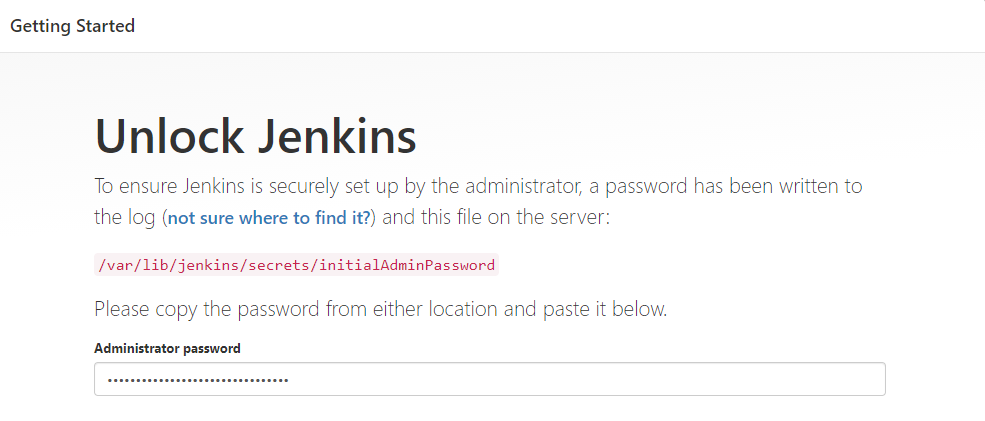 Getting Started
Unlock Jenkins
To ensure Jenkins is securely set up by the administrator, a password has been written to
the log (not sure where to find it?) and this file on the server:
/var/lib/jenkins/secrets/initialAdminPassword
Please copy the password from either location and paste it below.
Administrator password
••••••••••••••••••••••••••••••••